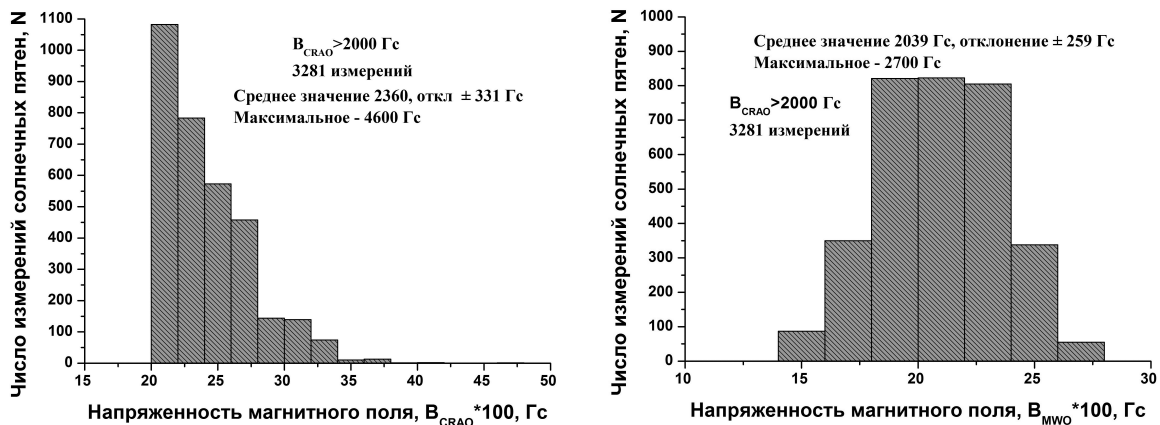 Число измерений солнечных пятен, N
1100
1000
900
800
700
600
500
400
300
200
100
0
B_CRAO>2000 Гс
3281 измерений
Среднее значение 2360, откл ± 331 Гс
Максимальное - 4600 Гс
15 20 25 30 35 40 45 50
Напряженность магнитного поля, B_CRAO*100, Гс
Число измерений солнечных пятен, N
1000
900
800
700
600
500
400
300
200
100
0
Среднее значение 2039 Гс, отклонение ± 259 Гс
Максимальное - 2700 Гс
B_CRAO>2000 Гс
3281 измерений
10 15 20 25 30
Напряженность магнитного поля, B_MWO*100, Гс